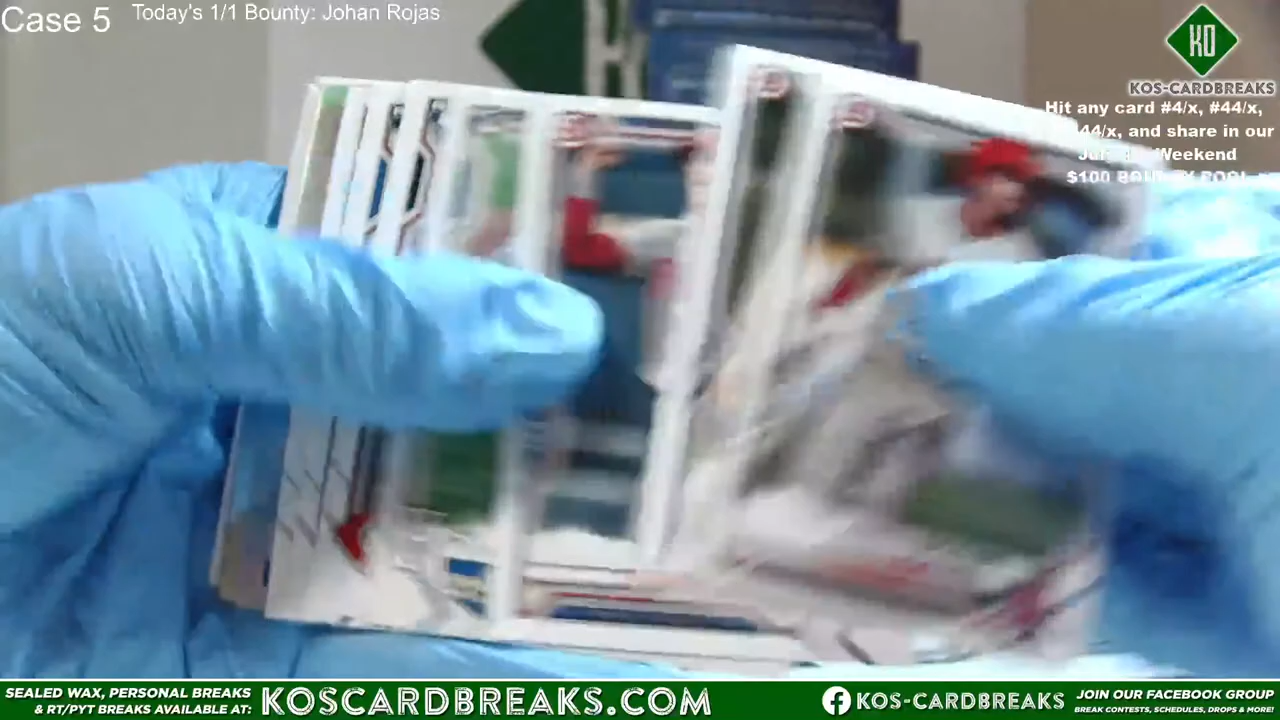 Case 5
Today's 1/1 Bounty: Johan Rojas
KO
KOS-CARDBREAKS
Hit any card #4/x, #44/x,
44/x, and share in our
Weekend
$100
SEALED WAX, PERSONAL BREAKS
& RT/PYT BREAKS AVAILABLE AT:
KOSCARDBREAKS.COM
KOS-CARDBREAKS
JOIN OUR FACEBOOK GROUP
BREAK CONTESTS, SCHEDULES, DROPS & MORE!